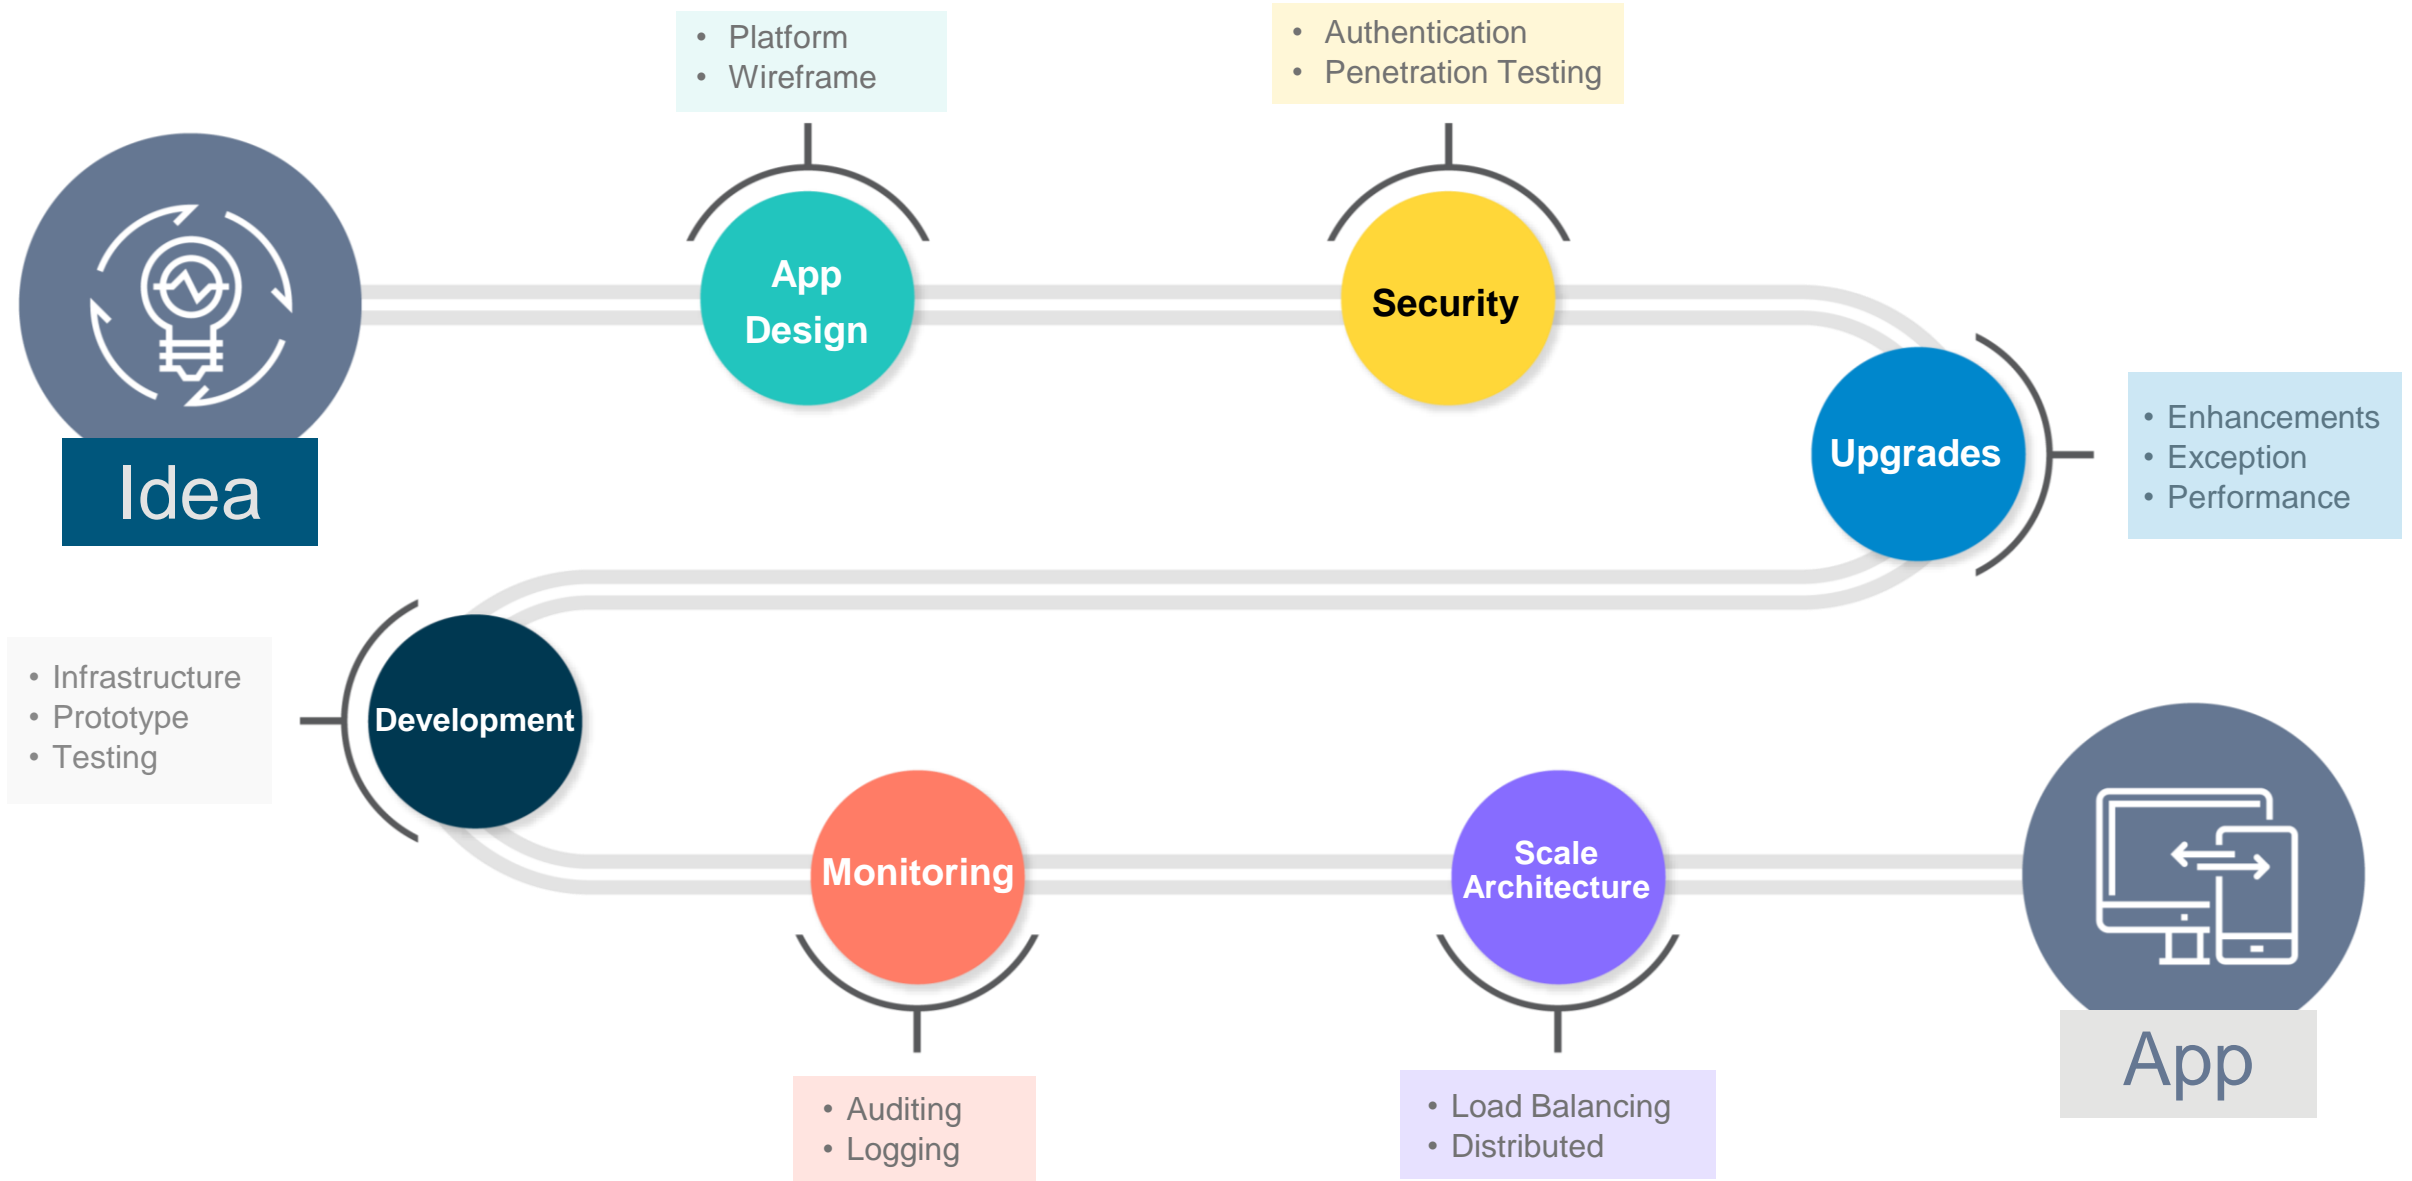 • Platform
• Wireframe
• Authentication
• Penetration Testing
App
Design
Security
Idea
Upgrades
• Enhancements
• Exception
• Performance
• Infrastructure
• Prototype
• Testing
Development
Monitoring
Scale
Architecture
App
• Auditing
• Logging
• Load Balancing
• Distributed